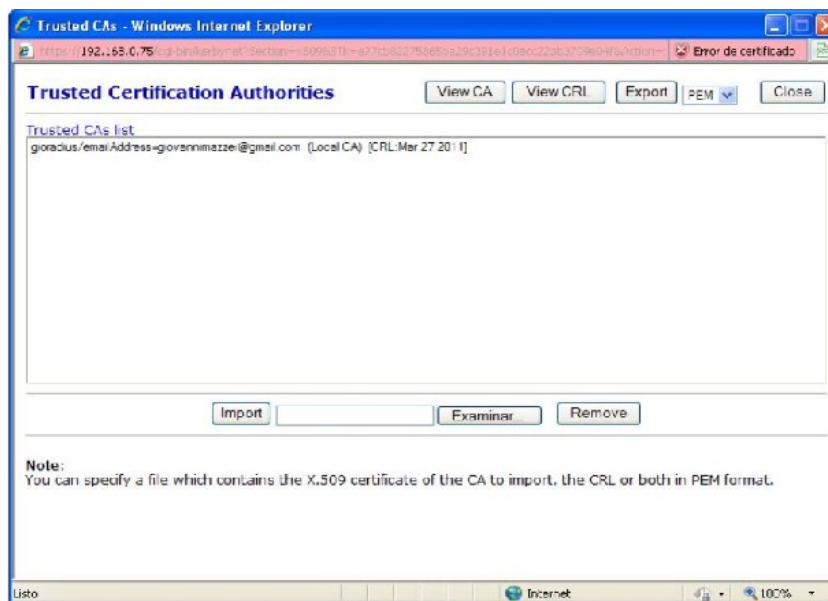 Trusted CAs - Windows Internet Explorer
192.168.0.75 Error de certificado
Trusted Certification Authorities View CA View CRL Export PEM Close
Trusted CAs list
gioradius/emailAddress=giovannimazzei@gmail.com (Local CA) [CRL:Mar 27 2011]
Import Examinar... Remove
Note:
You can specify a file which contains the X.509 certificate of the CA to import, the CRL or both in PEM format.
Listo Internet 100%